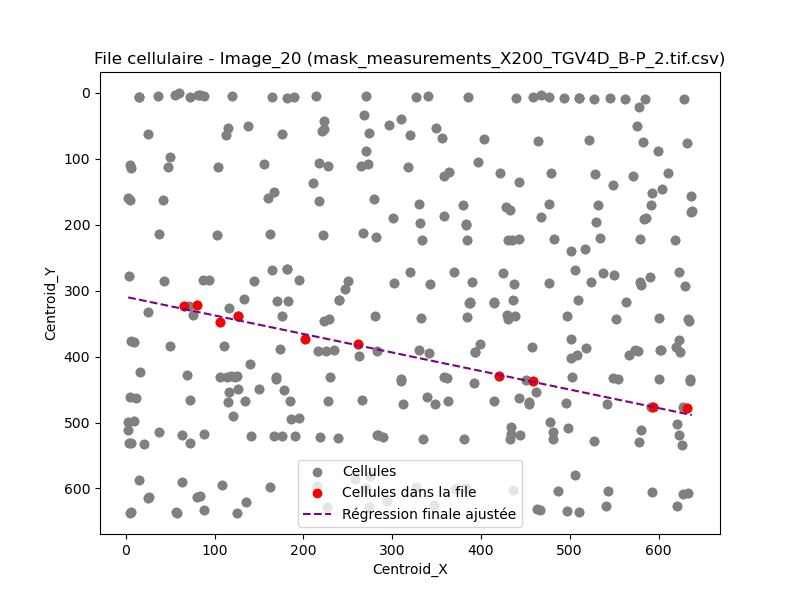 File cellulaire - Image_20 (mask_measurements_X200_TGV4D_B-P_2.tif.csv)
Centroid_Y
0
100
200
300
400
500
600
Cellules
Cellules dans la file
Régression finale ajustée
0 100 200 300 400 500 600
Centroid_X